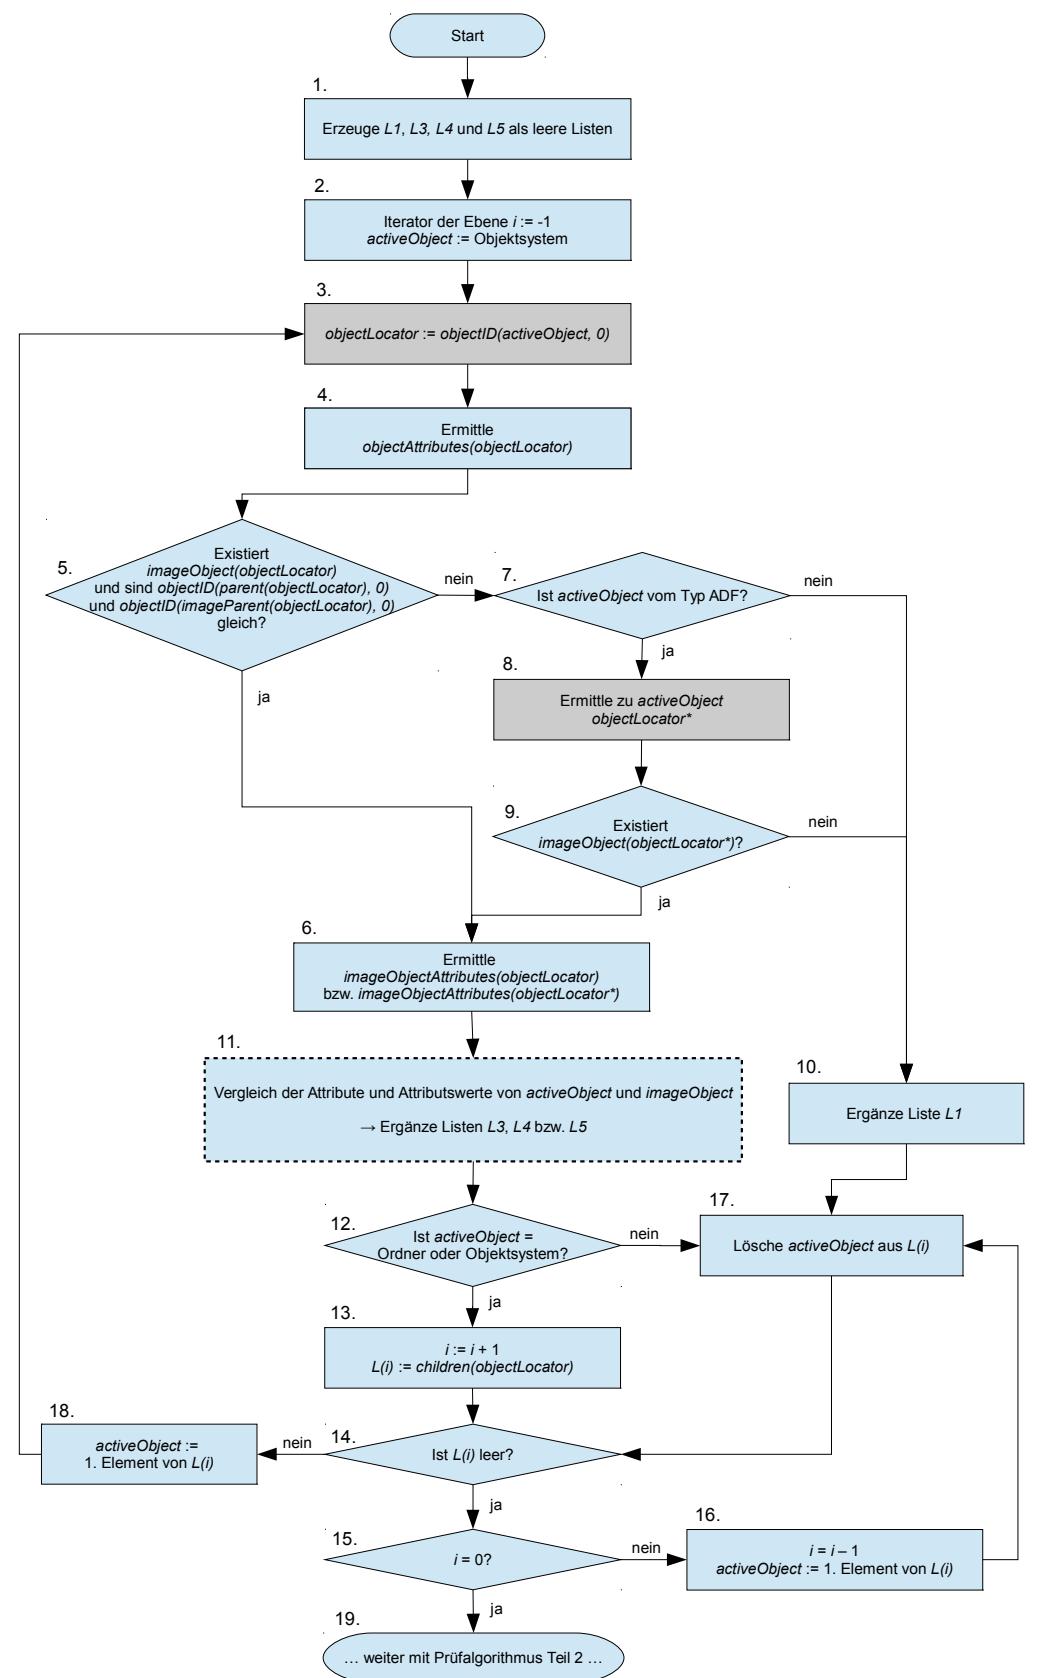 Start
1.
Erzeuge L1, L3, L4 und L5 als leere Listen
2.
Iterator der Ebene i := -1
activeObject := Objektsystem
3.
objectLocator := objectID(activeObject, 0)
4.
Ermittle
objectAttributes(objectLocator)
5.
Existiert
imageObject(objectLocator)
und sind objectID(parent(objectLocator), 0)
und objectID(imageParent(objectLocator), 0)
gleich?
nein
ja
7.
Ist activeObject vom Typ ADF?
nein
ja
8.
Ermittle zu activeObject
objectLocator*
9.
Existiert
imageObject(objectLocator*)?
nein
ja
6.
Ermittle
imageObjectAttributes(objectLocator)
bzw. imageObjectAttributes(objectLocator*)
11.
Vergleich der Attribute und Attributswerte von activeObject und imageObject
→ Ergänze Listen L3, L4 bzw. L5
10.
Ergänze Liste L1
12.
Ist activeObject =
Ordner oder Objektsystem?
nein
ja
17.
Lösche activeObject aus L(i)
13.
i := i + 1
L(i) := children(objectLocator)
14.
Ist L(i) leer?
nein
ja
18.
activeObject :=
1. Element von L(i)
15.
i = 0?
nein
ja
16.
i = i – 1
activeObject := 1. Element von L(i)
19.
… weiter mit Prüfalgorithmus Teil 2 …